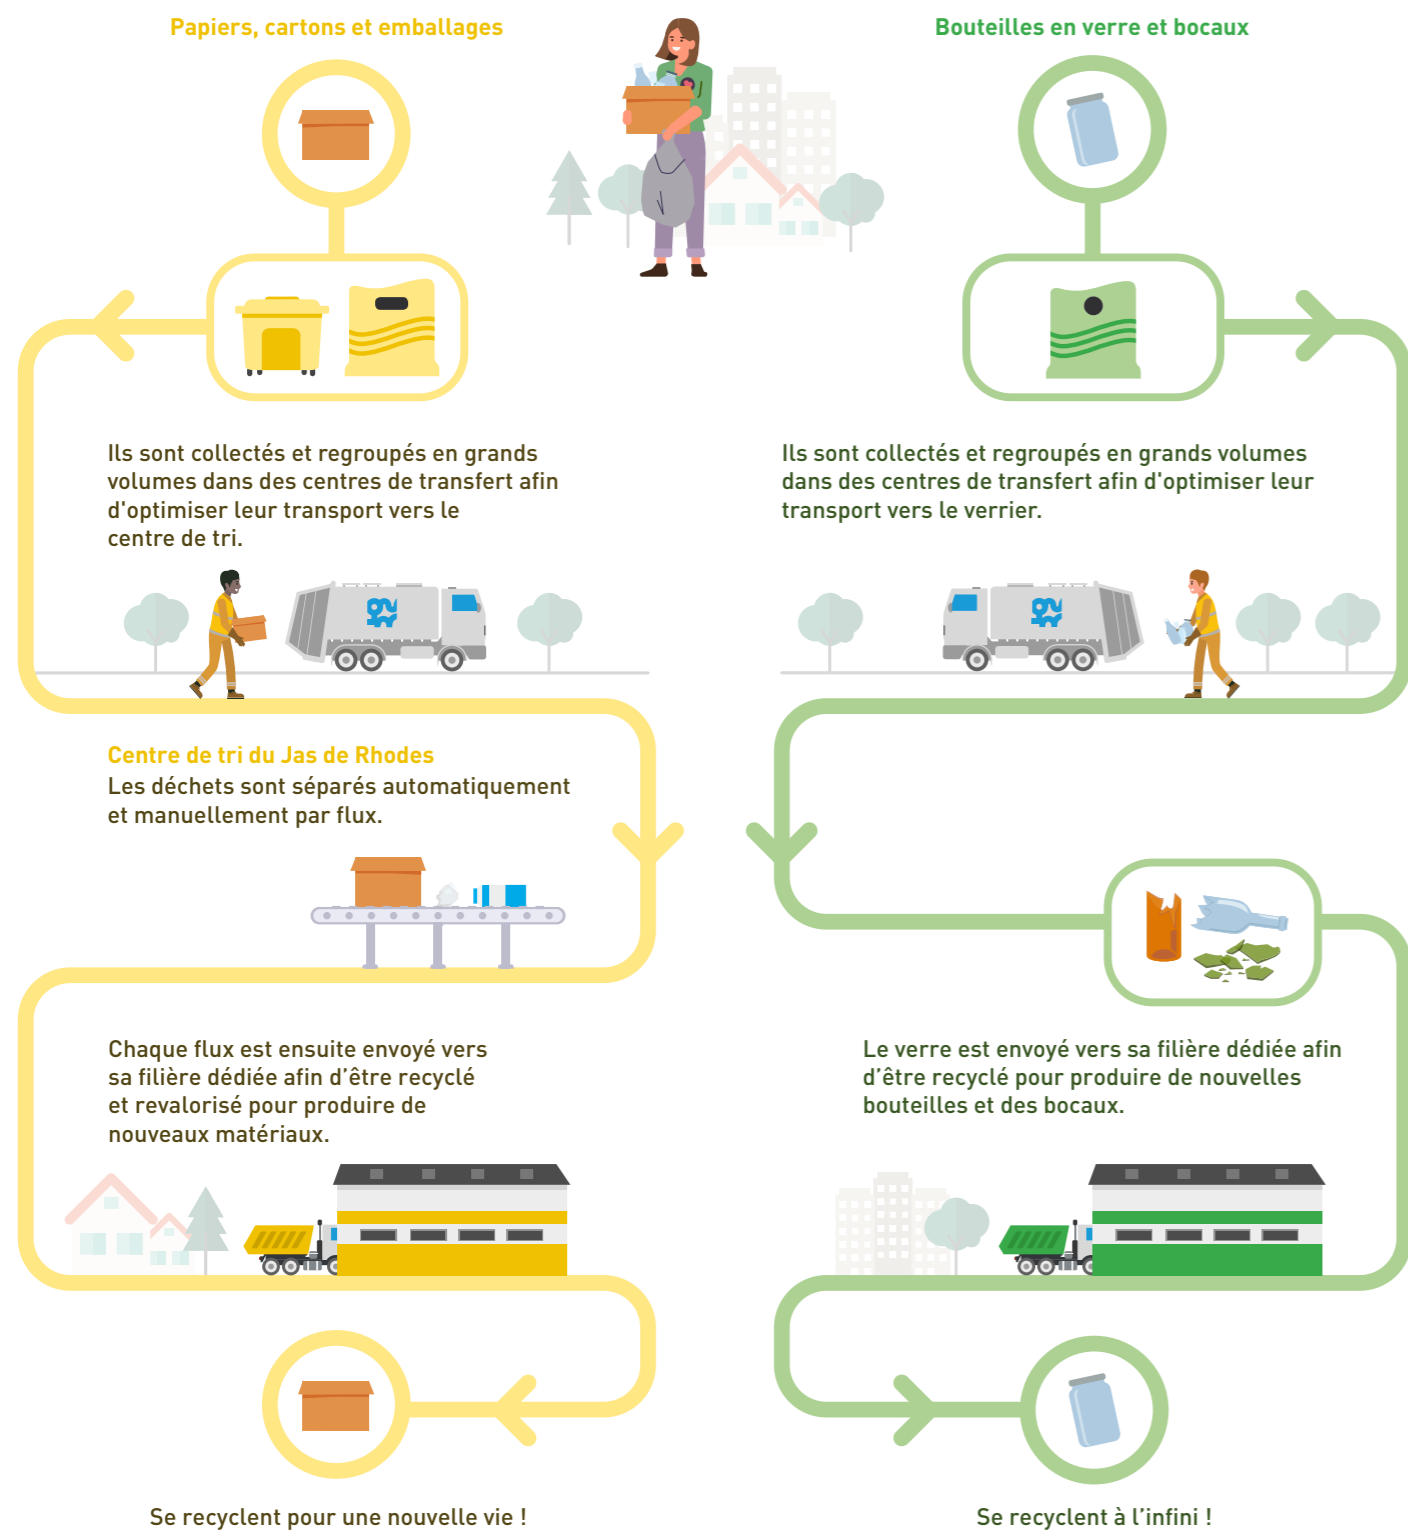 Papiers, cartons et emballages
Bouteilles en verre et bocaux
Ils sont collectés et regroupés en grands
volumes dans des centres de transfert afin
d'optimiser leur transport vers le
centre de tri.
Ils sont collectés et regroupés en grands volumes
dans des centres de transfert afin d'optimiser leur
transport vers le verrier.
Centre de tri du Jas de Rhodes
Les déchets sont séparés automatiquement
et manuellement par flux.
Chaque flux est ensuite envoyé vers
sa filière dédiée afin d’être recyclé
et revalorisé pour produire de
nouveaux matériaux.
Le verre est envoyé vers sa filière dédiée afin
d’être recyclé pour produire de nouvelles
bouteilles et des bocaux.
Se recyclent pour une nouvelle vie !
Se recyclent à l’infini !